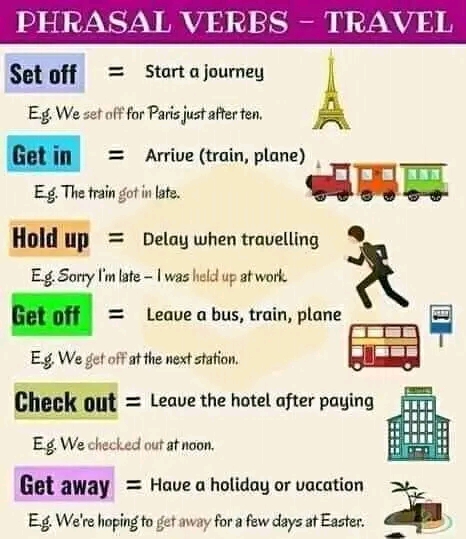 PHRASAL VERBS – TRAVEL
Set off = Start a journey
E.g. We set off for Paris just after ten.
Get in = Arrive (train, plane)
E.g. The train got in late.
Hold up = Delay when travelling
E.g. Sorry I'm late – I was held up at work.
Get off = Leave a bus, train, plane
E.g. We get off at the next station.
Check out = Leave the hotel after paying
E.g. We checked out at noon.
Get away = Have a holiday or vacation
E.g. We're hoping to get away for a few days at Easter.